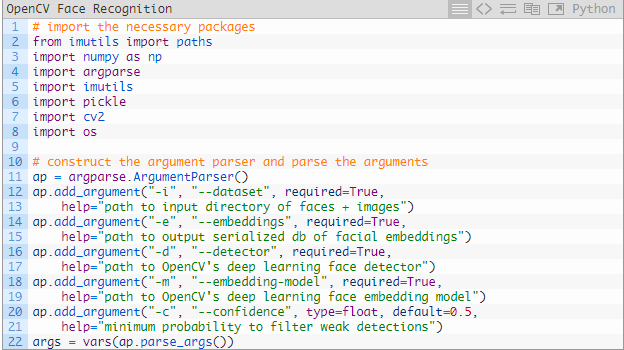 OpenCV Face Recognition
Python
1 # import the necessary packages
2 from imutils import paths
3 import numpy as np
4 import argparse
5 import imutils
6 import pickle
7 import cv2
8 import os
9
10 # construct the argument parser and parse the arguments
11 ap = argparse.ArgumentParser()
12 ap.add_argument("-i", "--dataset", required=True,
13     help="path to input directory of faces + images")
14 ap.add_argument("-e", "--embeddings", required=True,
15     help="path to output serialized db of facial embeddings")
16 ap.add_argument("-d", "--detector", required=True,
17     help="path to OpenCV's deep learning face detector")
18 ap.add_argument("-m", "--embedding-model", required=True,
19     help="path to OpenCV's deep learning face embedding model")
20 ap.add_argument("-c", "--confidence", type=float, default=0.5,
21     help="minimum probability to filter weak detections")
22 args = vars(ap.parse_args())